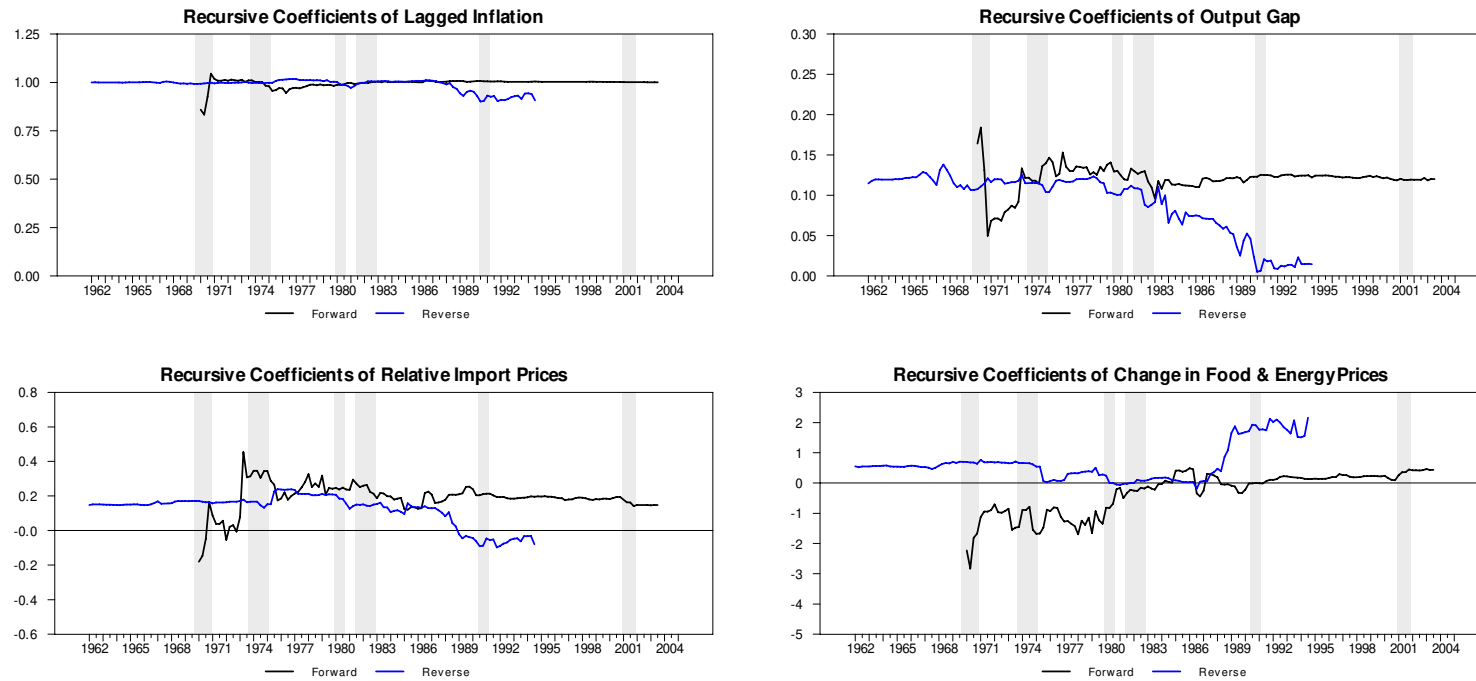 Recursive Coefficients of Lagged Inflation
1.25
1.00
0.75
0.50
0.25
0.00
1962 1965 1968 1971 1974 1977 1980 1983 1986 1989 1992 1995 1998 2001 2004
Forward Reverse
Recursive Coefficients of Output Gap
0.30
0.25
0.20
0.15
0.10
0.05
0.00
1962 1965 1968 1971 1974 1977 1980 1983 1986 1989 1992 1995 1998 2001 2004
Forward Reverse
Recursive Coefficients of Relative Import Prices
0.8
0.6
0.4
0.2
-0.0
-0.2
-0.4
-0.6
1962 1965 1968 1971 1974 1977 1980 1983 1986 1989 1992 1995 1998 2001 2004
Forward Reverse
Recursive Coefficients of Change in Food & Energy Prices
3
2
1
0
-1
-2
-3
-4
-5
1962 1965 1968 1971 1974 1977 1980 1983 1986 1989 1992 1995 1998 2001 2004
Forward Reverse